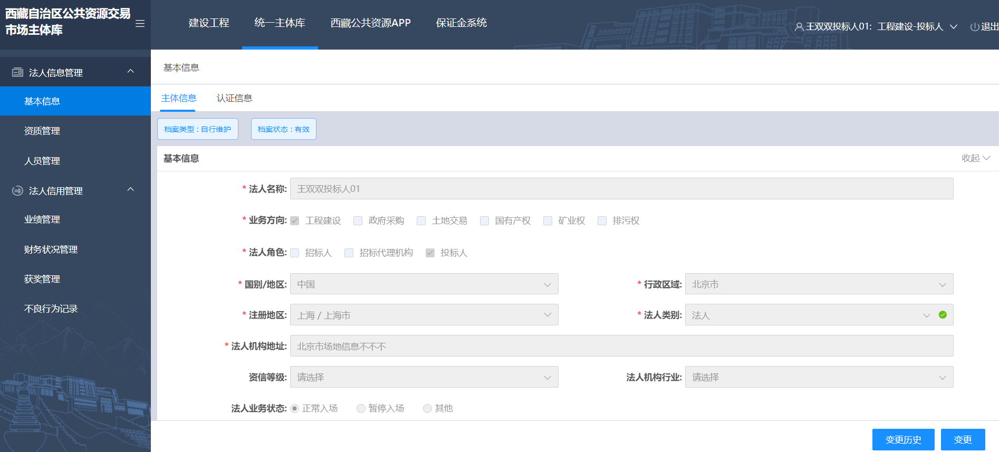 西藏自治区公共资源交易
市场主体库
建设工程
统一主体库
西藏公共资源APP
保证金系统
王双双投标人01: 工程建设-投标人
退出
法人信息管理
基本信息
资质管理
人员管理
法人信用管理
业绩管理
财务状况管理
获奖管理
不良行为记录
基本信息
主体信息
认证信息
档案类型 : 自行维护
档案状态 : 有效
基本信息
收起
* 法人名称: 王双双投标人01
* 业务方向: 工程建设 政府采购 土地交易 国有产权 矿业权 排污权
* 法人角色: 招标人 招标代理机构 投标人
* 国别/地区: 中国
* 行政区域: 北京市
* 注册地区: 上海 / 上海市
* 法人类别: 法人
* 法人机构地址: 北京市场地信息不不不
资信等级: 请选择
法人机构行业: 请选择
法人业务状态: 正常入场 暂停入场 其他
变更历史
变更